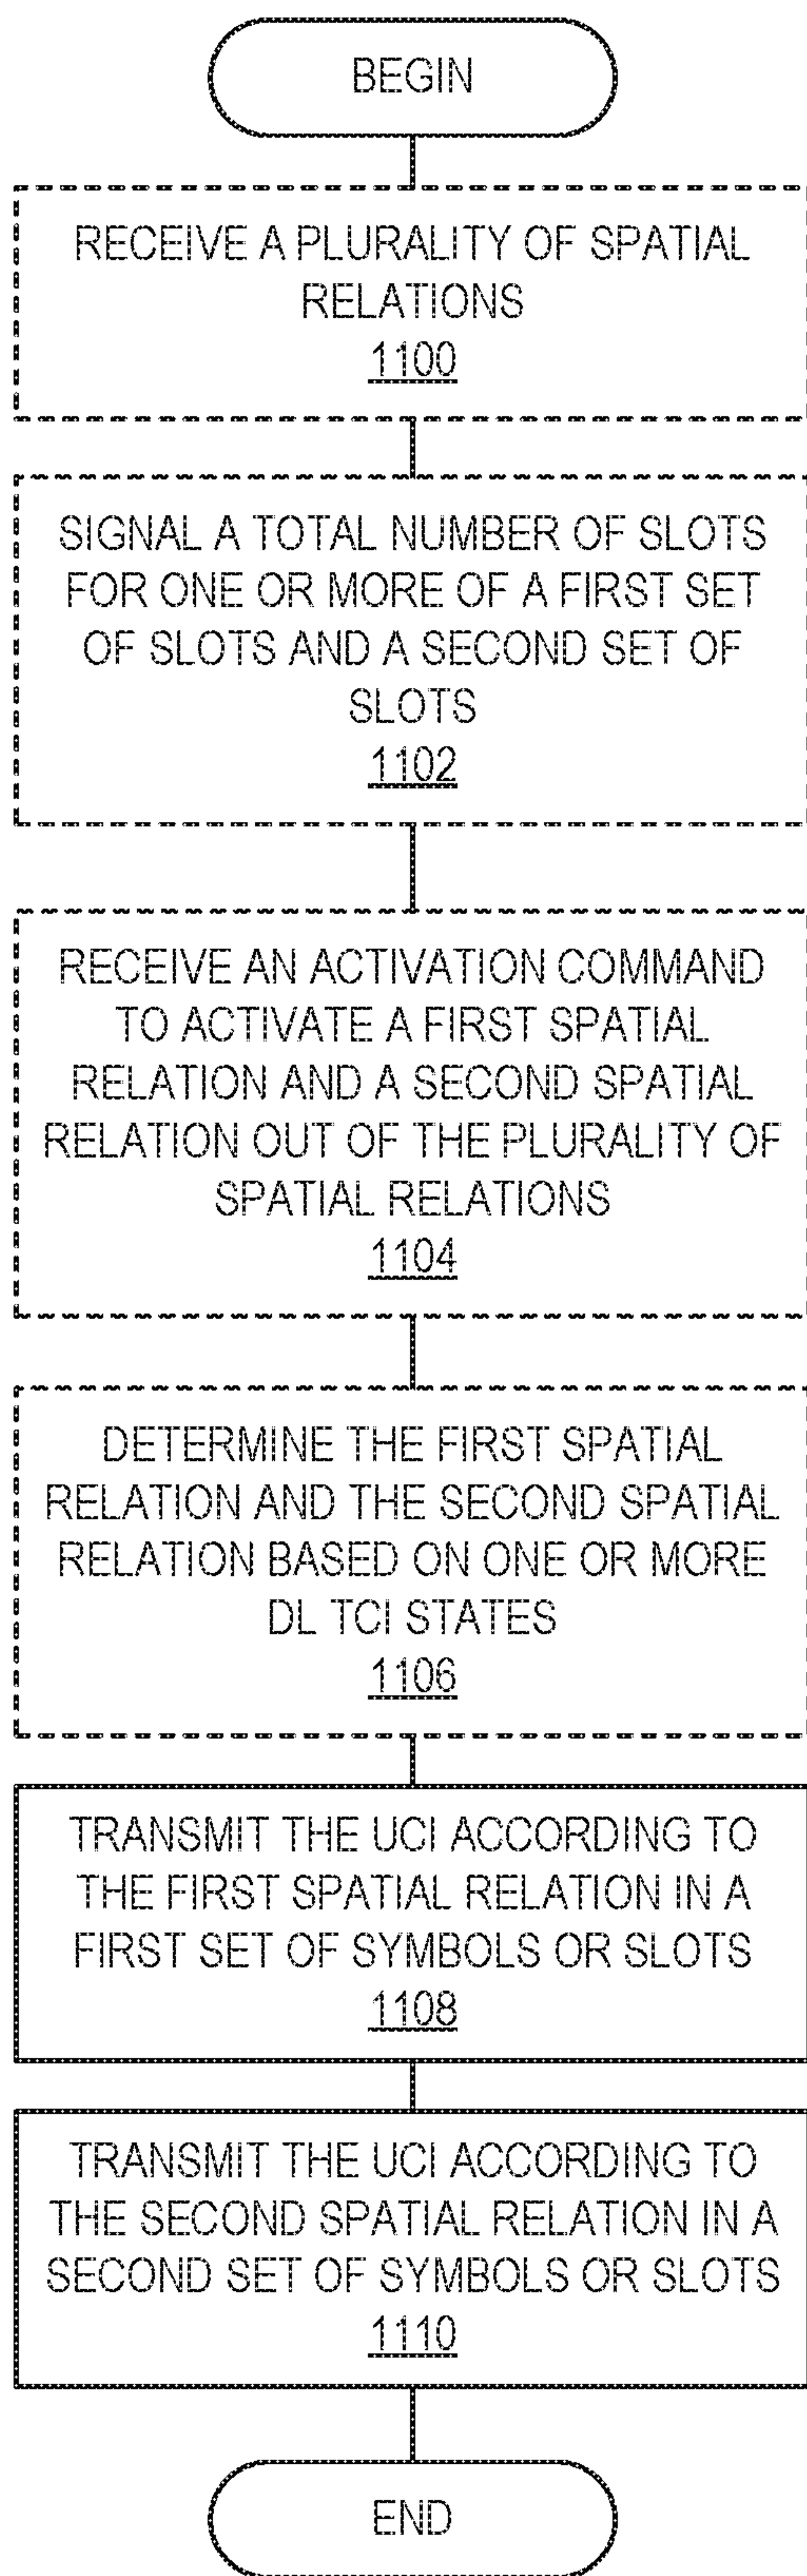 BEGIN
RECEIVE A PLURALITY OF SPATIAL
RELATIONS
1100
SIGNAL A TOTAL NUMBER OF SLOTS
FOR ONE OR MORE OF A FIRST SET
OF SLOTS AND A SECOND SET OF
SLOTS
1102
RECEIVE AN ACTIVATION COMMAND
TO ACTIVATE A FIRST SPATIAL
RELATION AND A SECOND SPATIAL
RELATION OUT OF THE PLURALITY OF
SPATIAL RELATIONS
1104
DETERMINE THE FIRST SPATIAL
RELATION AND THE SECOND SPATIAL
RELATION BASED ON ONE OR MORE
DL TCI STATES
1106
TRANSMIT THE UCI ACCORDING TO
THE FIRST SPATIAL RELATION IN A
FIRST SET OF SYMBOLS OR SLOTS
1108
TRANSMIT THE UCI ACCORDING TO
THE SECOND SPATIAL RELATION IN A
SECOND SET OF SYMBOLS OR SLOTS
1110
END